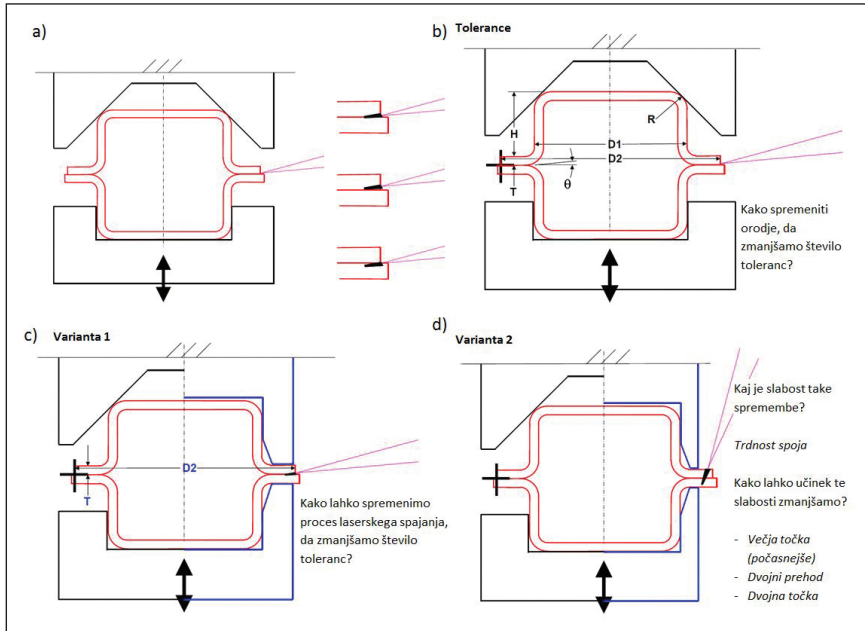 a)
b) Tolerance
H
R
D1
D2
T
θ
Kako spremeniti
orodje, da
zmanjšamo število
toleranc?
c) Varianta 1
D2
T
Kako lahko spremenimo
proces laserskega spajanja,
da zmanjšamo število
toleranc?
d) Varianta 2
Kaj je slabost take
spremembe?
Trdnost spoja
Kako lahko učinek te
slabosti zmanjšamo?
- Večja točka
(počasnejše)
- Dvojni prehod
- Dvojna točka